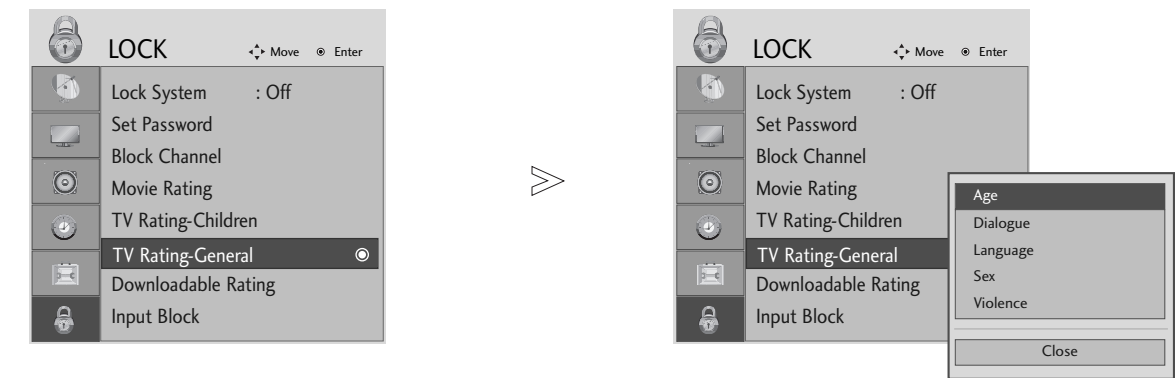 LOCK Move Enter
Lock System : Off
Set Password
Block Channel
Movie Rating
TV Rating-Children
TV Rating-General
Downloadable Rating
Input Block
LOCK Move Enter
Lock System : Off
Set Password
Block Channel
Movie Rating
TV Rating-Children
TV Rating-General
Downloadable Rating
Input Block
Age
Dialogue
Language
Sex
Violence
Close